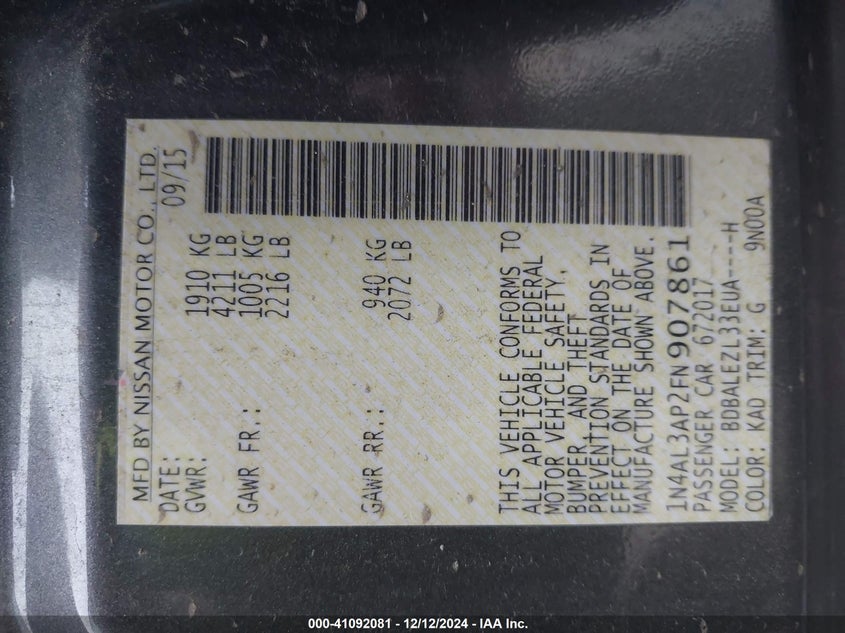 MFD BY NISSAN MOTOR CO., LTD.
DATE: 09/15
GVWR: 1910 KG
4211 LB
GAWR FR.: 1005 KG
2216 LB
GAWR RR.: 940 KG
2072 LB
THIS VEHICLE CONFORMS TO
ALL APPLICABLE FEDERAL
MOTOR VEHICLE SAFETY,
BUMPER, AND THEFT
PREVENTION STANDARDS IN
EFFECT ON THE DATE OF
MANUFACTURE SHOWN ABOVE.
1N4AL3AP2FN907861
PASSENGER CAR 672017
MODEL: BDBALEZL33EUA----H
COLOR: KAD TRIM: G 9N00A
000-41092081 - 12/12/2024 - IAA Inc.